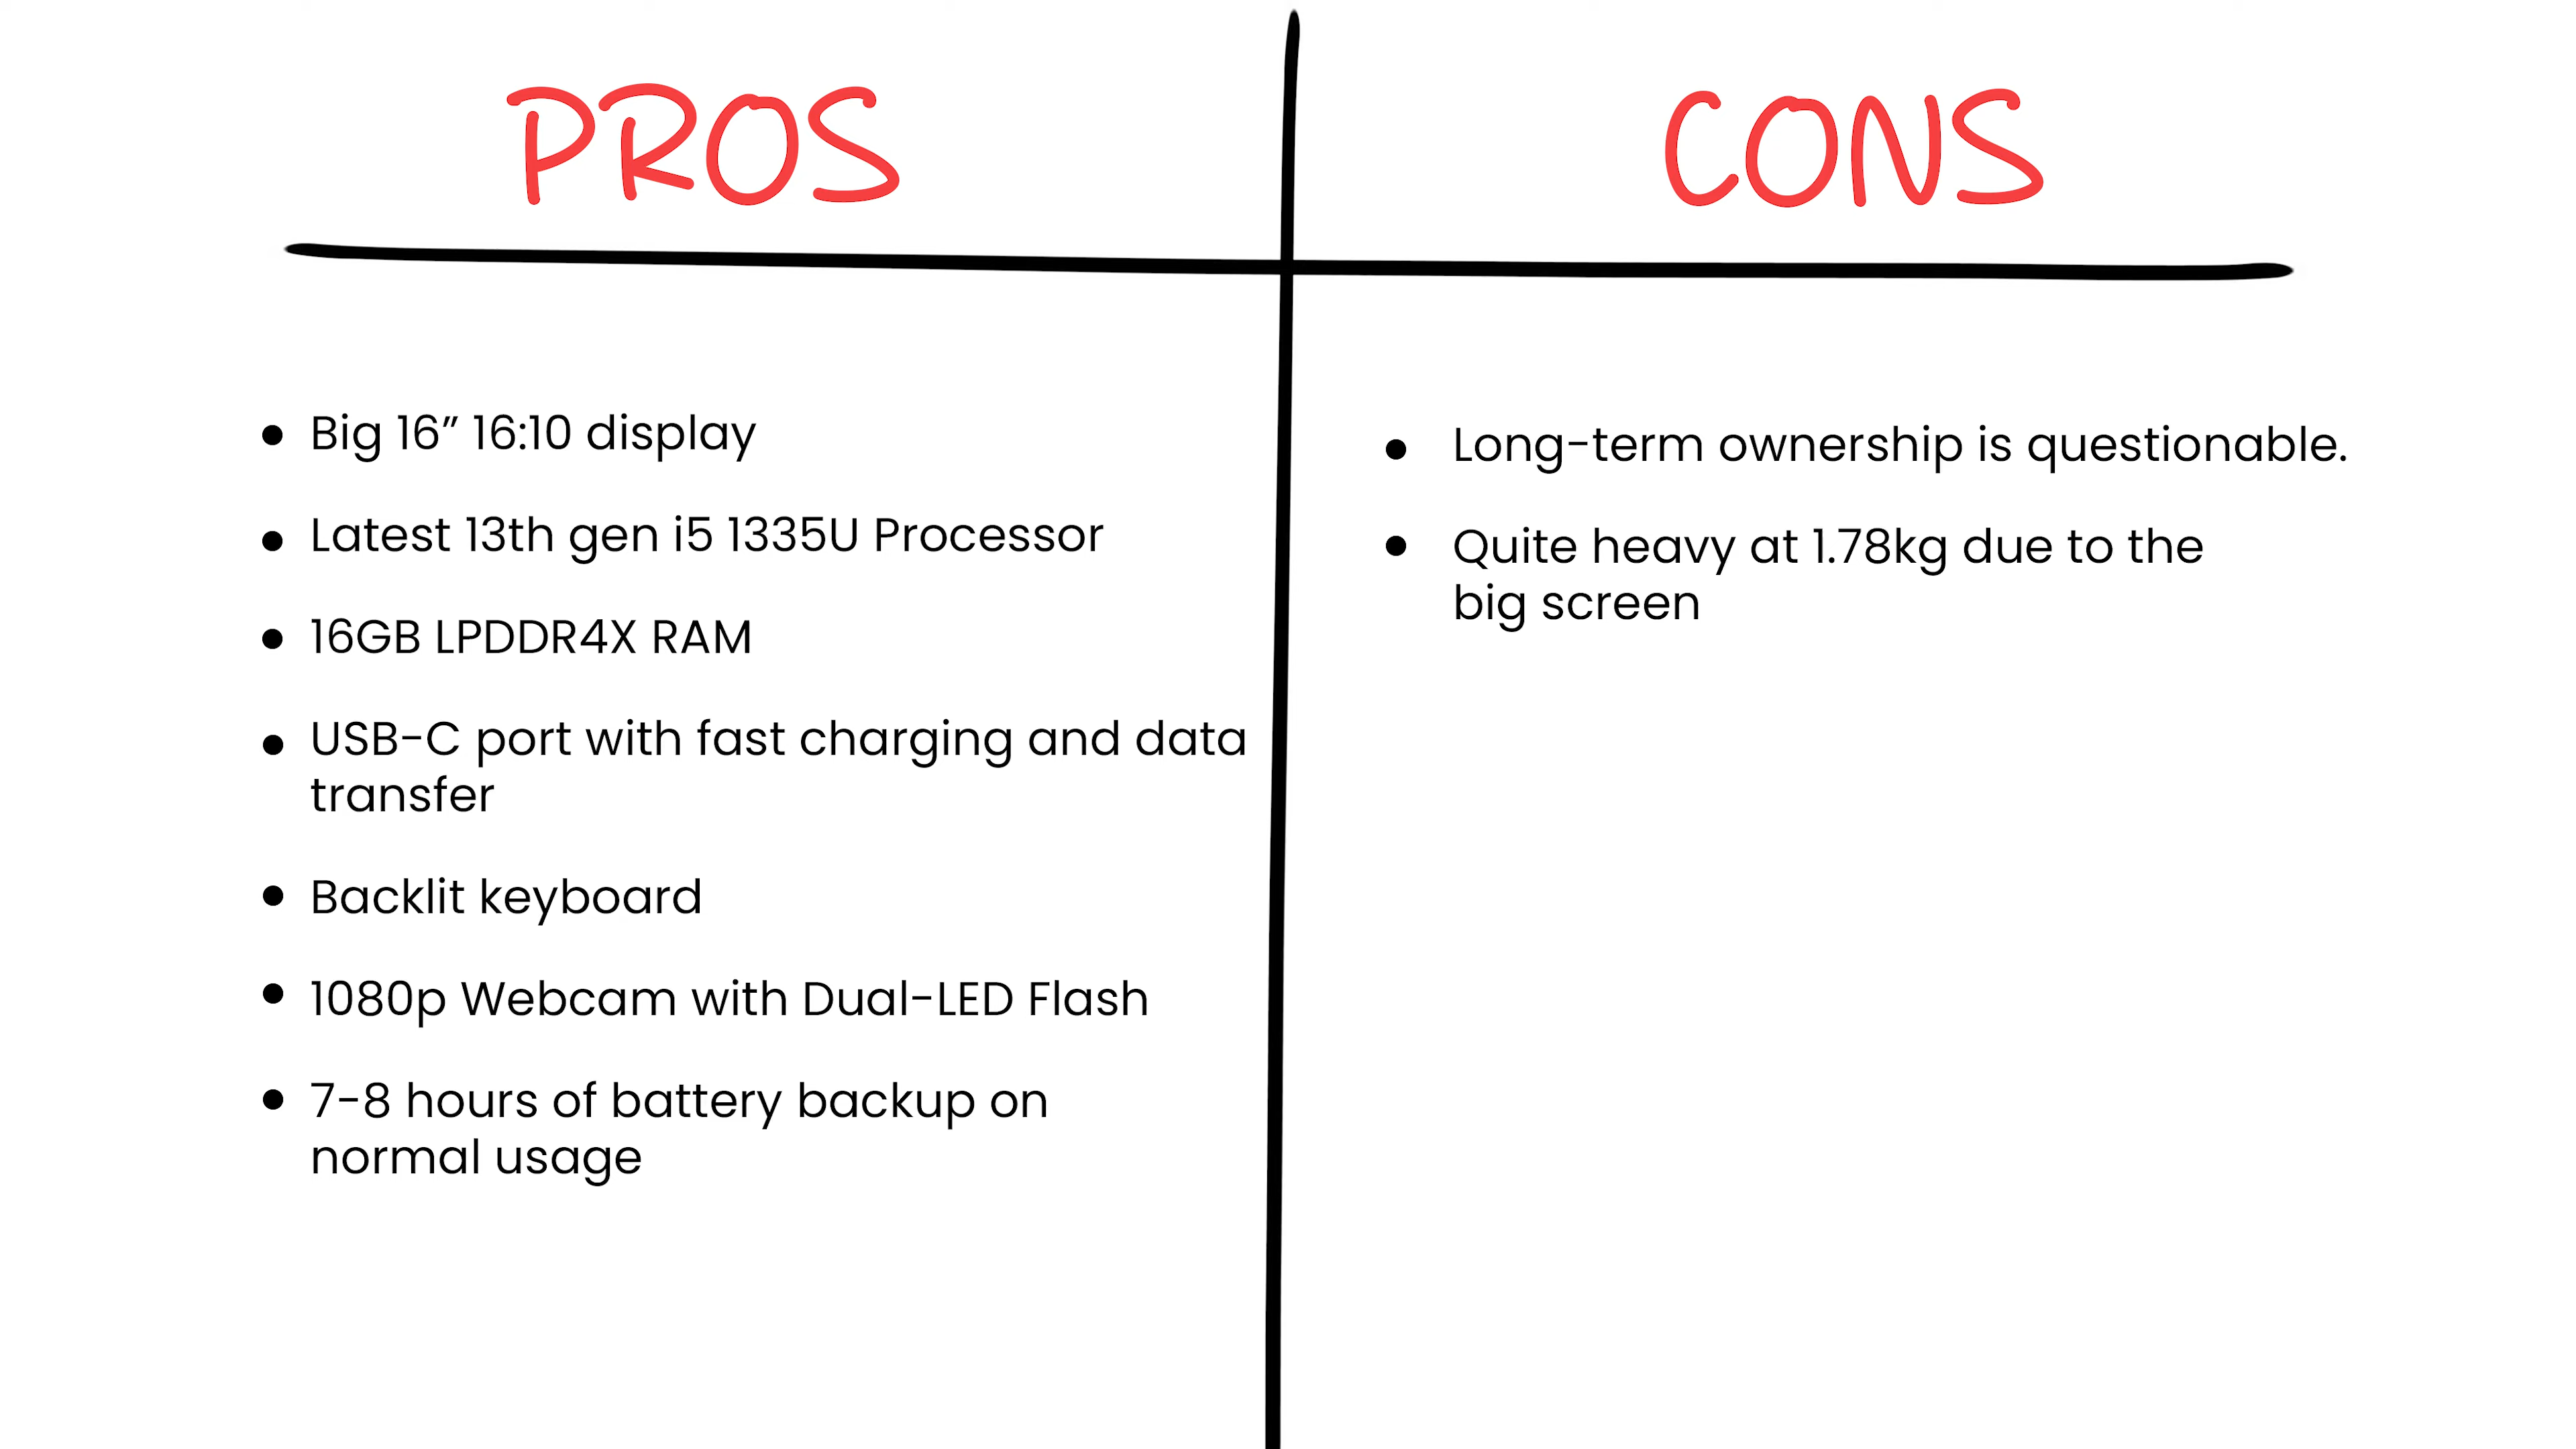 PROS
Big 16” 16:10 display
Latest 13th gen i5 1335U Processor
16GB LPDDR4X RAM
USB-C port with fast charging and data
transfer
Backlit keyboard
1080p Webcam with Dual-LED Flash
7-8 hours of battery backup on
normal usage
CONS
Long-term ownership is questionable.
Quite heavy at 1.78kg due to the
big screen